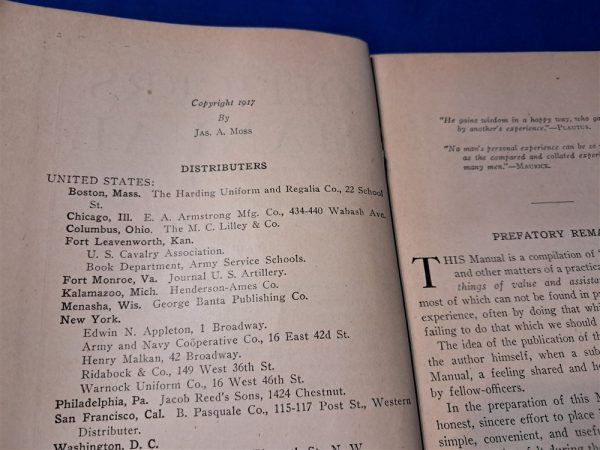 Copyright 1917
By
JAS. A. MOSS
DISTRIBUTERS
UNITED STATES:
Boston, Mass. The Harding Uniform and Regalia Co., 22 School
St.
Chicago, Ill. E. A. Armstrong Mfg. Co., 434-440 Wabash Ave.
Columbus, Ohio. The M. C. Lilley & Co.
Fort Leavenworth, Kan.
U. S. Cavalry Association.
Book Department, Army Service Schools.
Fort Monroe, Va. Journal U. S. Artillery.
Kalamazoo, Mich. Henderson-Ames Co.
Menasha, Wis. George Banta Publishing Co.
New York.
Edwin N. Appleton, 1 Broadway.
Army and Navy Coöperative Co., 16 East 42d St.
Henry Malkan, 42 Broadway.
Ridabock & Co., 149 West 36th St.
Warnock Uniform Co., 16 West 46th St.
Philadelphia, Pa. Jacob Reed's Sons, 1424 Chestnut.
San Francisco, Cal. B. Pasquale Co., 115-117 Post St., Western
Distributer.
Washington, D. C.
"He gains wisdom in a happy way, who ga
by another's experience."—PLAUTUS.
"No man's personal experience can be so
as the compared and collated experi
many men."—MAURICE.
PREFATORY REMA
THIS Manual is a compilation of
and other matters of a practica
things of value and assistan
most of which can not be found in p
experience, often by doing that whi
failing to do that which we should
The idea of the publication of th
the author himself, when a sub
Manual, a feeling shared and he
by fellow-officers.
In the preparation of this M
honest, sincere effort to place i
simple, convenient, and usefu
felt during the